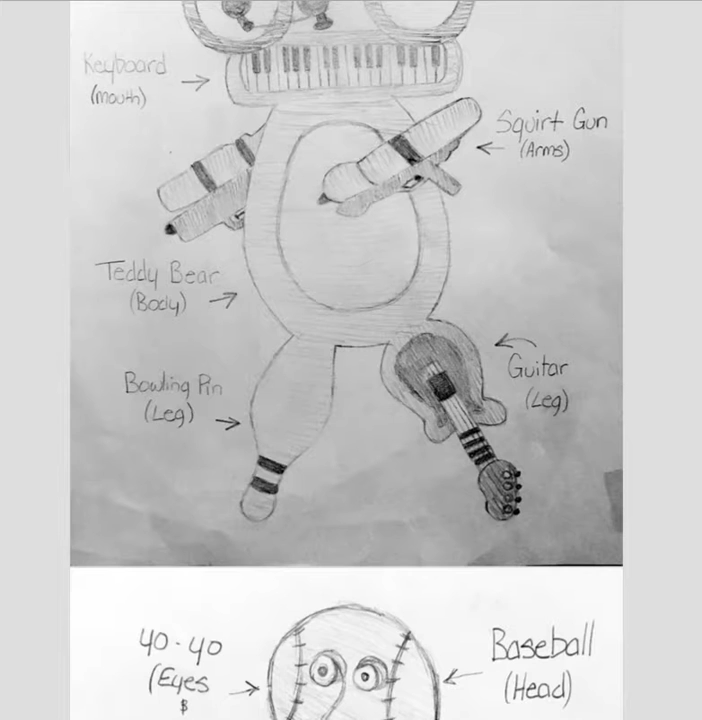 Keyboard
(mouth)
Squirt Gun
(Arms)
Teddy Bear
(Body)
Guitar
(Leg)
Bowling Pin
(Leg)
40-40
(Eyes
$
Baseball
(Head)